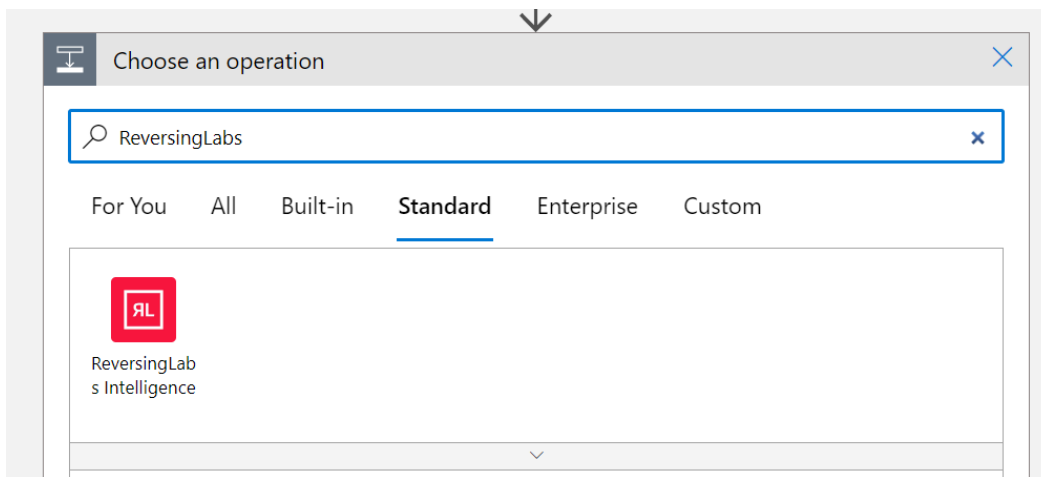 Choose an operation
ReversingLabs
For You All Built-in Standard Enterprise Custom
ЯL
ReversingLab
s Intelligence